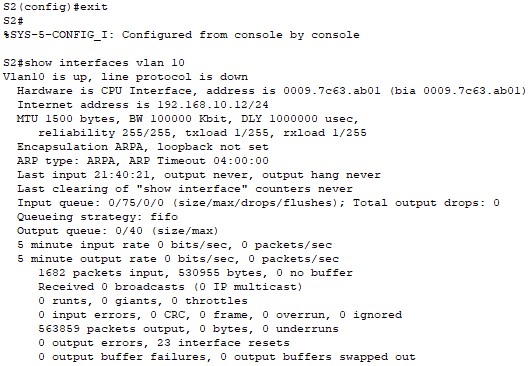 S2(config)#exit
S2#
%SYS-5-CONFIG_I: Configured from console by console
S2#show interfaces vlan 10
Vlan10 is up, line protocol is down
Hardware is CPU Interface, address is 0009.7c63.ab01 (bia 0009.7c63.ab01)
Internet address is 192.168.10.12/24
MTU 1500 bytes, BW 100000 Kbit, DLY 1000000 usec,
reliability 255/255, txload 1/255, rxload 1/255
Encapsulation ARPA, loopback not set
ARP type: ARPA, ARP Timeout 04:00:00
Last input 21:40:21, output never, output hang never
Last clearing of "show interface" counters never
Input queue: 0/75/0/0 (size/max/drops/flushes); Total output drops: 0
Queueing strategy: fifo
Output queue: 0/40 (size/max)
5 minute input rate 0 bits/sec, 0 packets/sec
5 minute output rate 0 bits/sec, 0 packets/sec
1682 packets input, 530955 bytes, 0 no buffer
Received 0 broadcasts (0 IP multicast)
0 runts, 0 giants, 0 throttles
0 input errors, 0 CRC, 0 frame, 0 overrun, 0 ignored
563859 packets output, 0 bytes, 0 underruns
0 output errors, 23 interface resets
0 output buffer failures, 0 output buffers swapped out